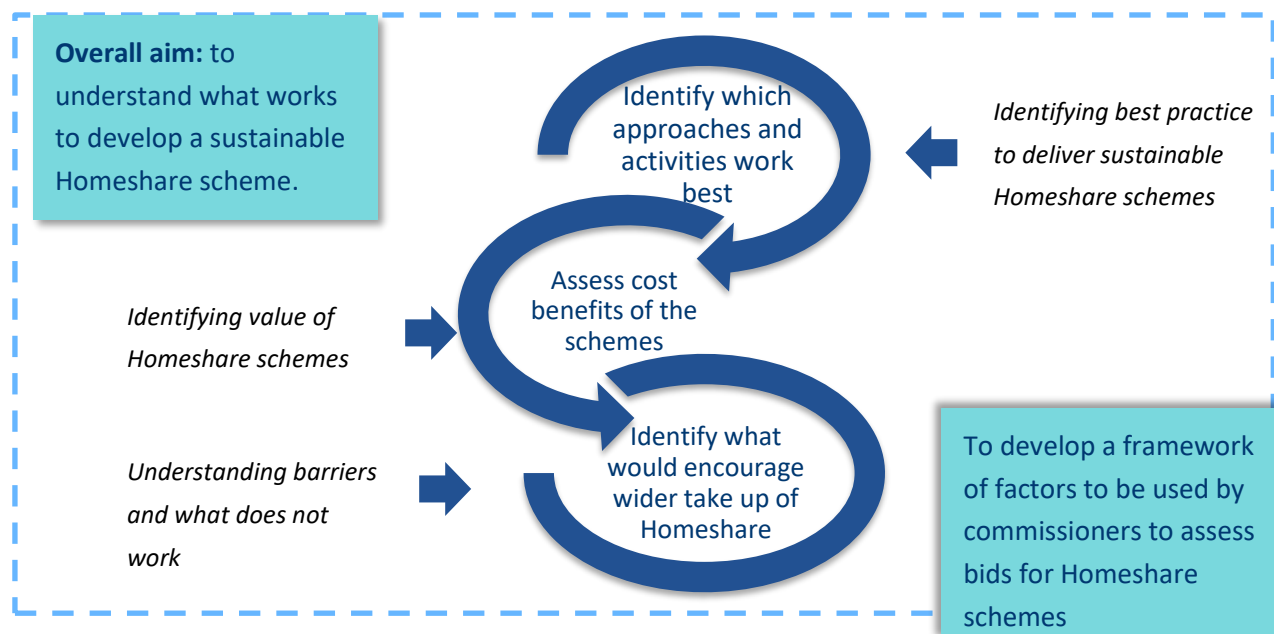 Overall aim: to
understand what works
to develop a sustainable
Homeshare scheme.
Identify which
approaches and
activities work
best
Identifying best practice
to deliver sustainable
Homeshare schemes
Assess cost
benefits of the
schemes
Identifying value of
Homeshare schemes
Identify what
would encourage
wider take up of
Homeshare
Understanding barriers
and what does not
work
To develop a framework
of factors to be used by
commissioners to assess
bids for Homeshare
schemes